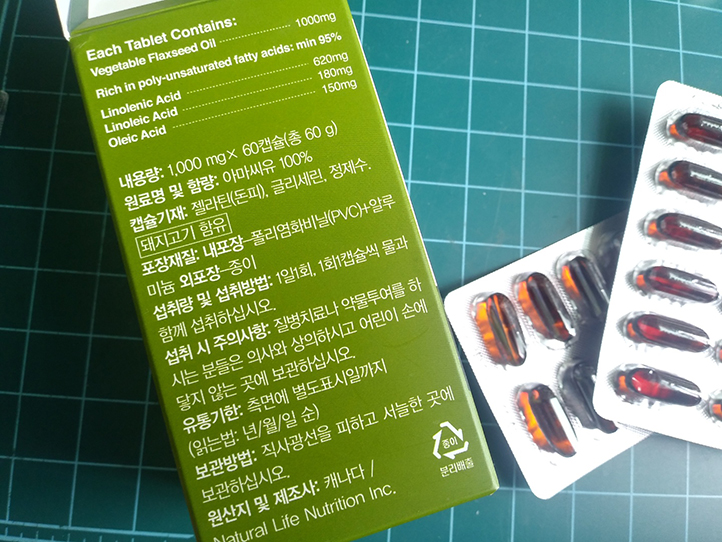 Each Tablet Contains:
Vegetable Flaxseed Oil 1000mg
Rich in poly-unsaturated fatty acids: min 95%
Linolenic Acid 620mg
Linoleic Acid 180mg
Oleic Acid 150mg
내용량: 1,000 mg× 60캡슐(총 60 g)
원료명 및 함량: 아마씨유 100%
캡슐기재: 젤라틴(돈피), 글리세린, 정제수.
돼지고기 함유
포장재질: 내포장-폴리염화비닐(PVC)+알루
미늄 외포장-종이
섭취량 및 섭취방법: 1일1회, 1회1캡슐씩 물과
함께 섭취하십시오.
섭취 시 주의사항: 질병치료나 약물투여를 하
시는 분들은 의사와 상의하시고 어린이 손에
닿지 않는 곳에 보관하십시오.
유통기한: 측면에 별도표시일까지
(읽는법: 년/월/일 순)
보관방법: 직사광선을 피하고 서늘한 곳에
보관하십시오.
원산지 및 제조사: 캐나다 /
Natural Life Nutrition Inc.
종이
분리배출